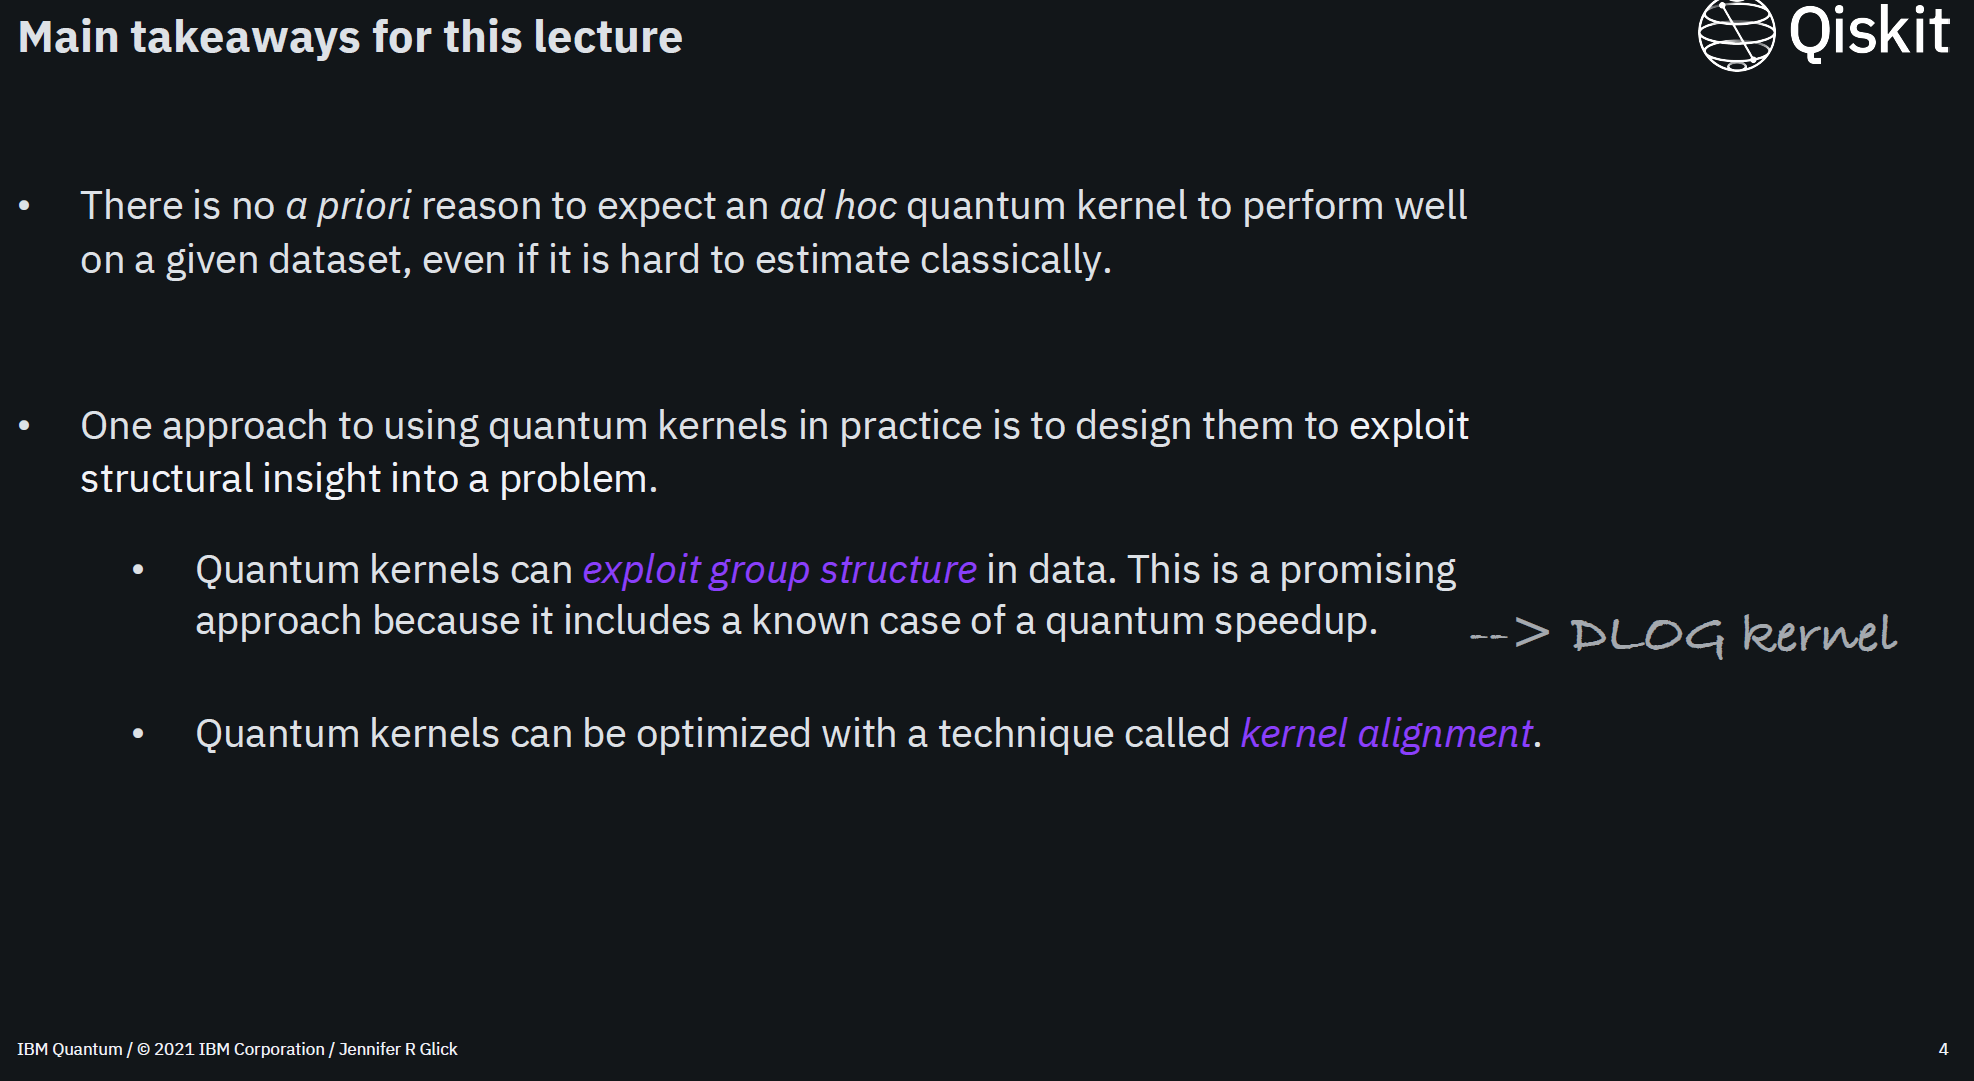 Main takeaways for this lecture
Qiskit
• There is no a priori reason to expect an ad hoc quantum kernel to perform well
on a given dataset, even if it is hard to estimate classically.
• One approach to using quantum kernels in practice is to design them to exploit
structural insight into a problem.
• Quantum kernels can exploit group structure in data. This is a promising
approach because it includes a known case of a quantum speedup.
--> DLOG kernel
• Quantum kernels can be optimized with a technique called kernel alignment.
IBM Quantum / © 2021 IBM Corporation / Jennifer R Glick
4